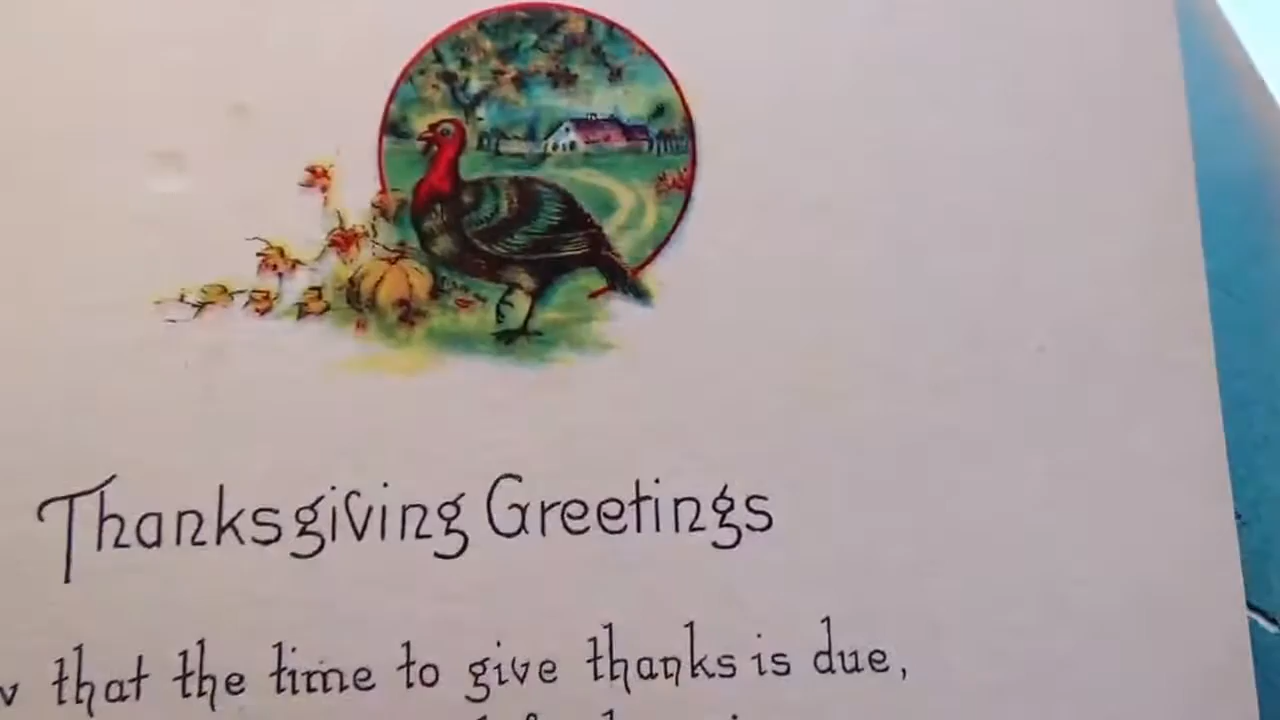 Thanksgiving Greetings
that the time to give thanks is due,